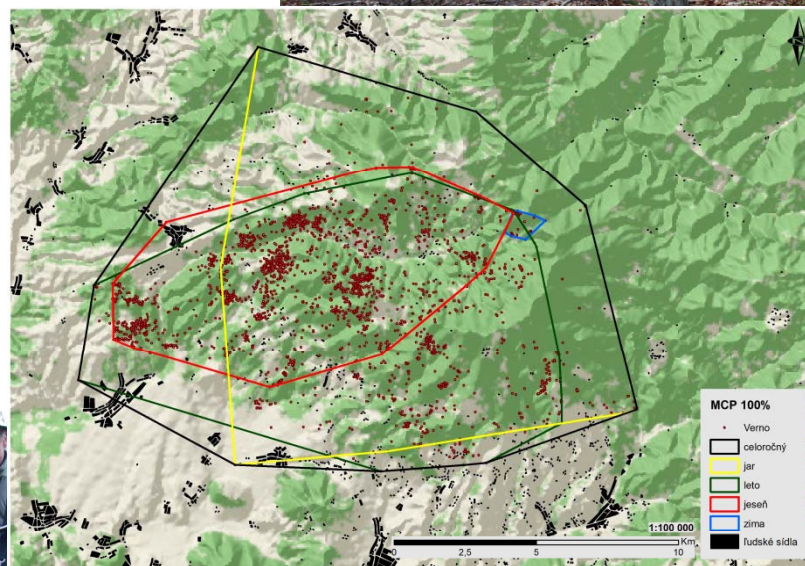 MCP 100%
Verno
celoročný
jar
leto
jeseň
zima
ľudské sídla
1:100 000
Km
0
2,5
5
10